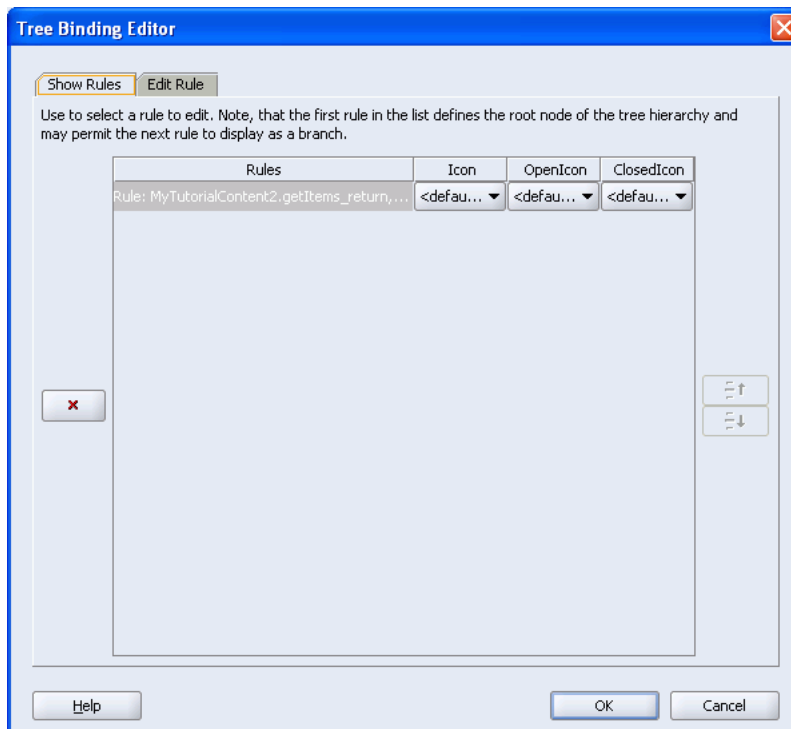 Tree Binding Editor
Show Rules
Edit Rule
Use to select a rule to edit. Note, that the first rule in the list defines the root node of the tree hierarchy and
may permit the next rule to display as a branch.
Rules Icon OpenIcon ClosedIcon
Rule: MyTutorialContent2.getItems_return,... <defau... <defau... <defau...
Help
OK
Cancel